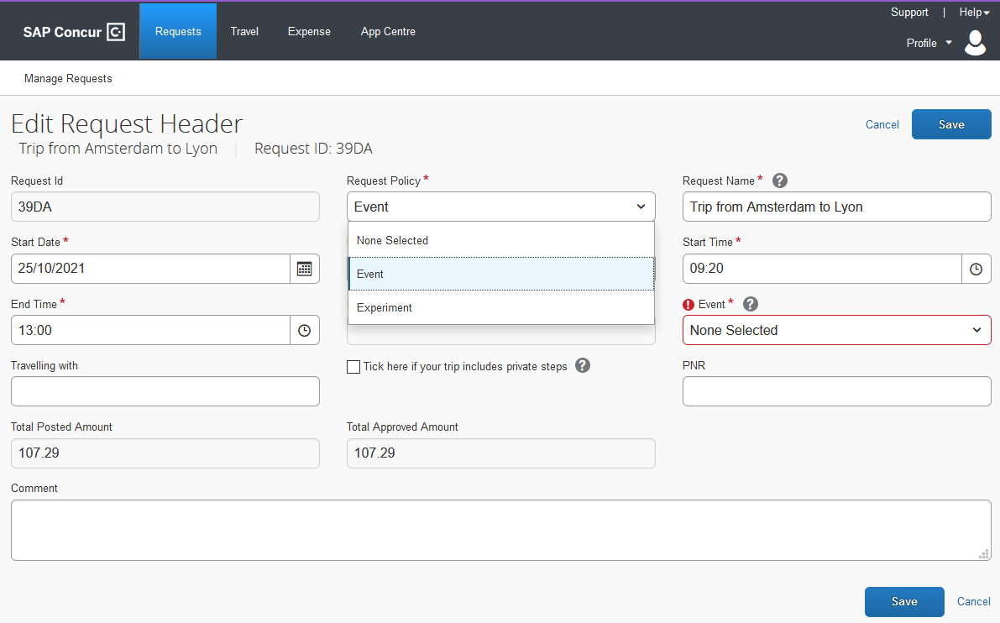 Support | Help
SAP Concur C Requests Travel Expense App Centre
Profile
Manage Requests
Edit Request Header
Cancel Save
Trip from Amsterdam to Lyon Request ID: 39DA
Request Id Request Policy * Request Name * ?
39DA Event Trip from Amsterdam to Lyon
None Selected
Start Date * Start Time *
25/10/2021 09:20
Event
End Time * ! Event * ?
Experiment
13:00 None Selected
Travelling with Tick here if your trip includes private steps ? PNR
Total Posted Amount Total Approved Amount
107.29 107.29
Comment
Save Cancel